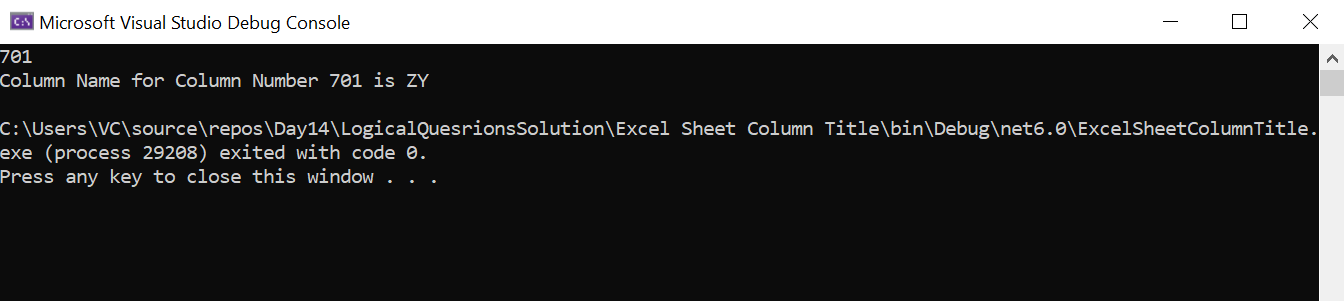 Microsoft Visual Studio Debug Console
701
Column Name for Column Number 701 is ZY
C:\Users\VC\source\repos\Day14\LogicalQuesrionsSolution\Excel Sheet Column Title\bin\Debug\net6.0\ExcelSheetColumnTitle.
exe (process 29208) exited with code 0.
Press any key to close this window . . .